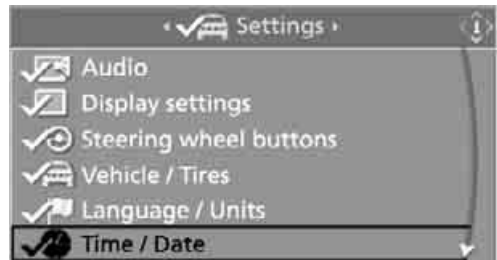 Settings
Audio
Display settings
Steering wheel buttons
Vehicle / Tires
Language / Units
Time / Date